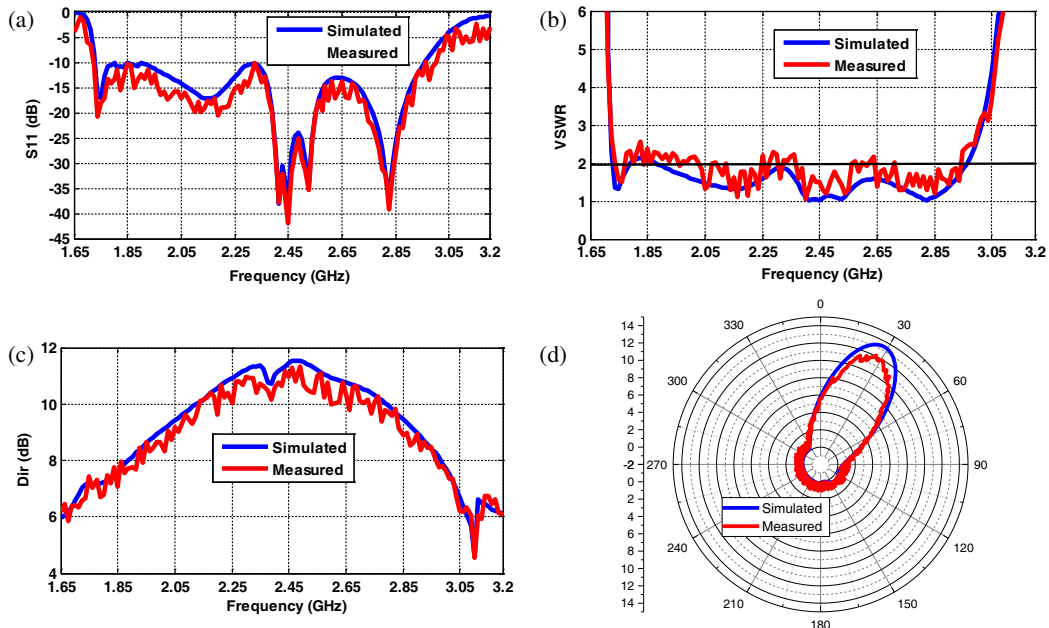 (a)
0
-5
-10
-15
-20
-25
-30
-35
-40
-45
S11 (dB)
Simulated
Measured
1.65 1.85 2.05 2.25 2.45 2.65 2.85 3.05 3.2
Frequency (GHz)
(b)
6
5
4
3
2
1
0
VSWR
Simulated
Measured
1.65 1.85 2.05 2.25 2.45 2.65 2.85 3.05 3.2
Frequency (GHz)
(c)
12
10
8
6
4
Dir (dB)
Simulated
Measured
1.65 1.85 2.05 2.25 2.45 2.65 2.85 3.05 3.2
Frequency (GHz)
(d)
14
12
10
8
6
4
2
0
-2
0
2
4
6
8
10
12
14
0
30
60
90
120
150
180
210
240
270
300
330
Simulated
Measured